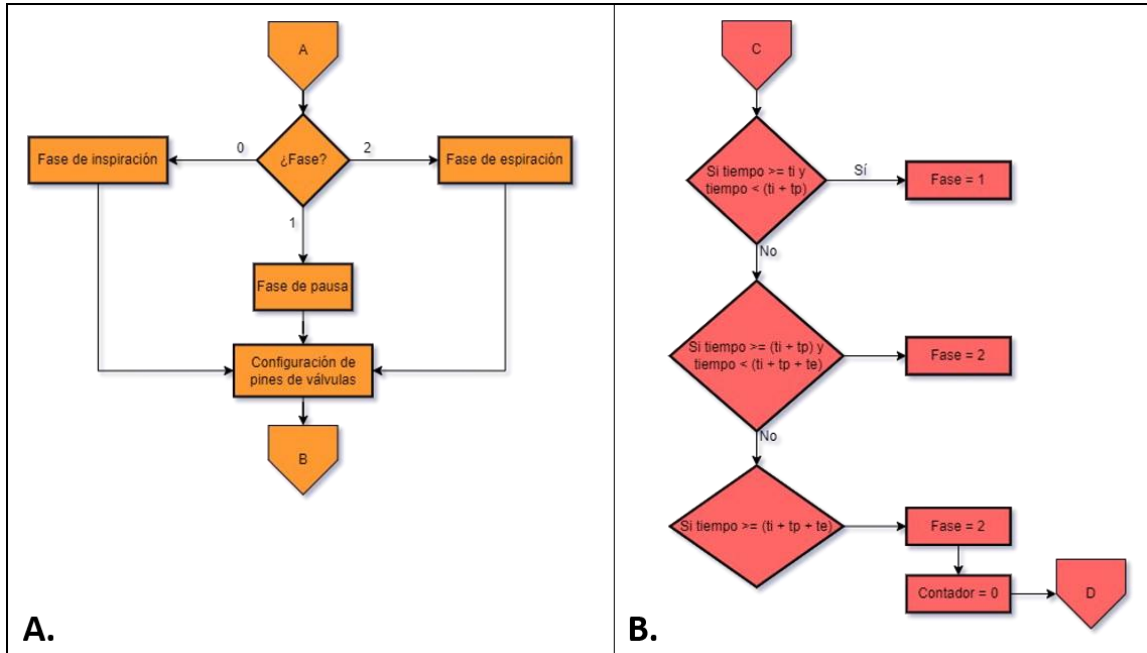 A
¿Fase?
0
2
1
Fase de inspiración
Fase de espiración
Fase de pausa
Configuración de
pines de válvulas
B
A.
C
Si tiempo >= ti y
tiempo < (ti + tp)
Sí
Fase = 1
No
Si tiempo >= (ti + tp) y
tiempo < (ti + tp + te)
Fase = 2
No
Si tiempo >= (ti + tp + te)
Fase = 2
Contador = 0
D
B.